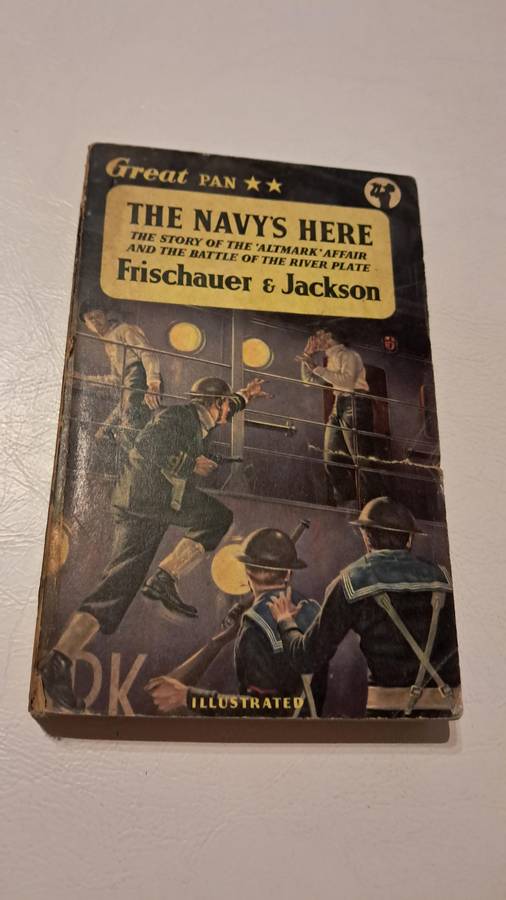 Great PAN ★★
THE NAVY'S HERE
THE STORY OF THE 'ALTMARK' AFFAIR
AND THE BATTLE OF THE RIVER PLATE
Frischauer & Jackson
DK
ILLUSTRATED